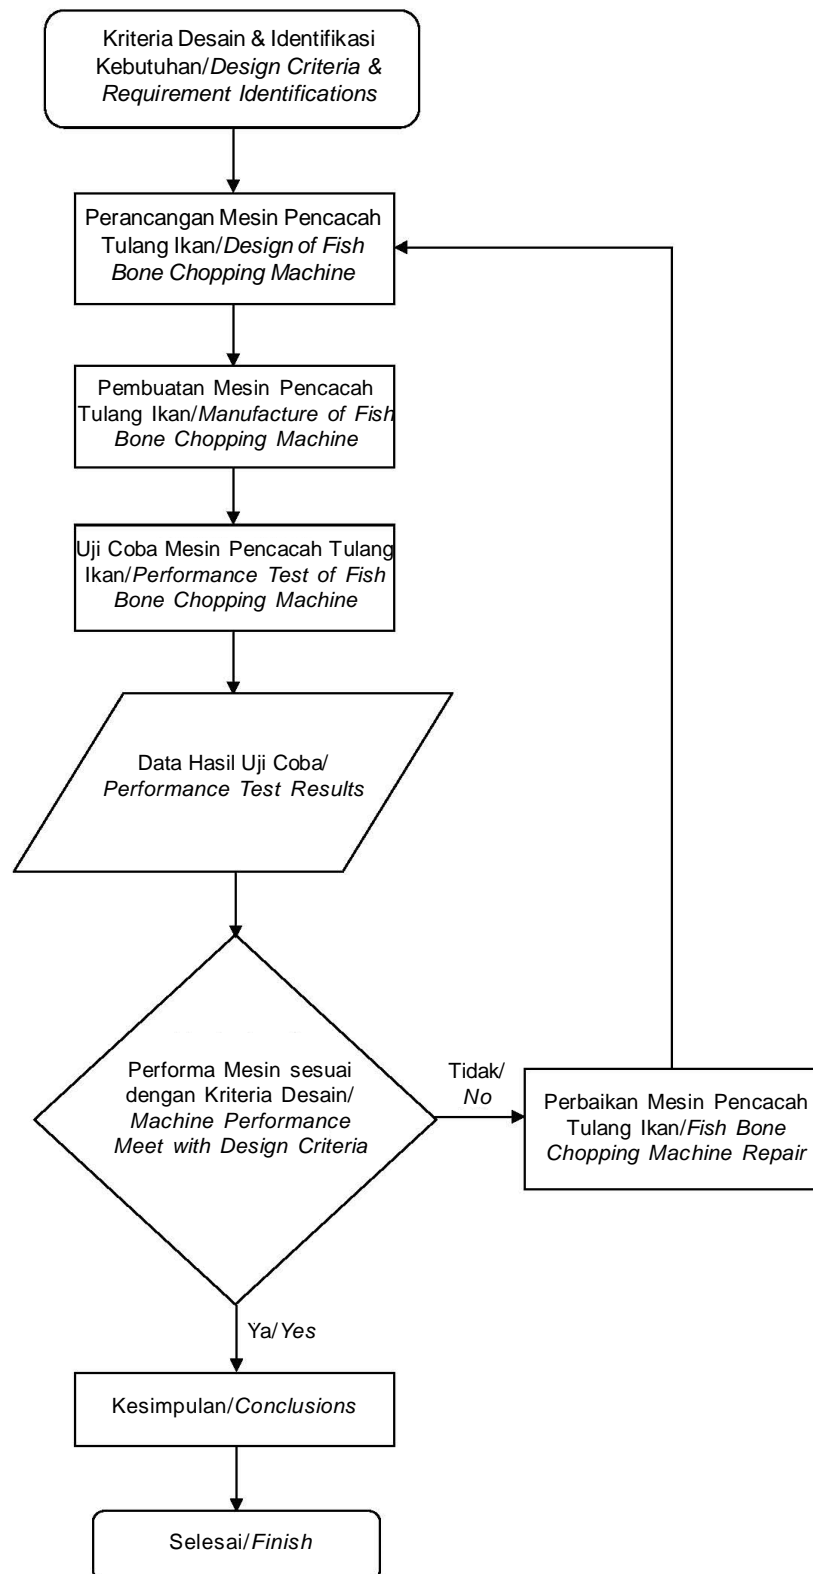 Kriteria Desain & Identifikasi
Kebutuhan/Design Criteria &
Requirement Identifications
Perancangan Mesin Pencacah
Tulang Ikan/Design of Fish
Bone Chopping Machine
Pembuatan Mesin Pencacah
Tulang Ikan/Manufacture of Fish
Bone Chopping Machine
Uji Coba Mesin Pencacah Tulang
Ikan/Performance Test of Fish
Bone Chopping Machine
Data Hasil Uji Coba/
Performance Test Results
Performa Mesin sesuai
dengan Kriteria Desain/
Machine Performance
Meet with Design Criteria
Tidak/
No
Perbaikan Mesin Pencacah
Tulang Ikan/Fish Bone
Chopping Machine Repair
Ya/Yes
Kesimpulan/Conclusions
Selesai/Finish